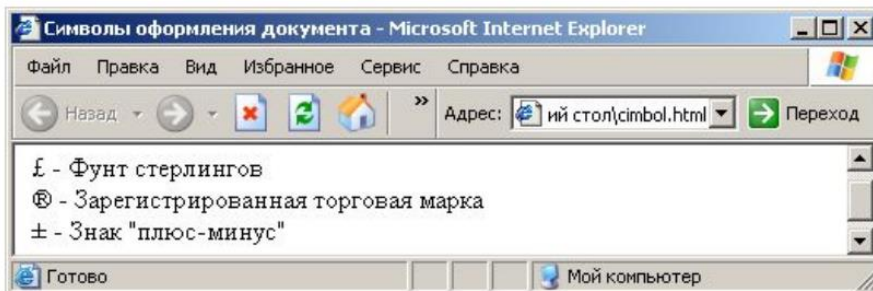 Символы оформления документа - Microsoft Internet Explorer
Файл Правка Вид Избранное Сервис Справка
Назад » Адрес: ий стол\cimbol.html Переход
£ - Фунт стерлингов
® - Зарегистрированная торговая марка
± - Знак "плюс-минус"
Готово Мой компьютер